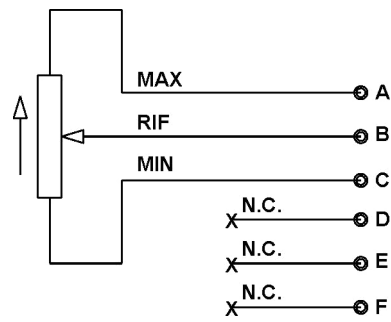 MAX A
RIF B
MIN C
X N.C. D
X N.C. E
X N.C. F